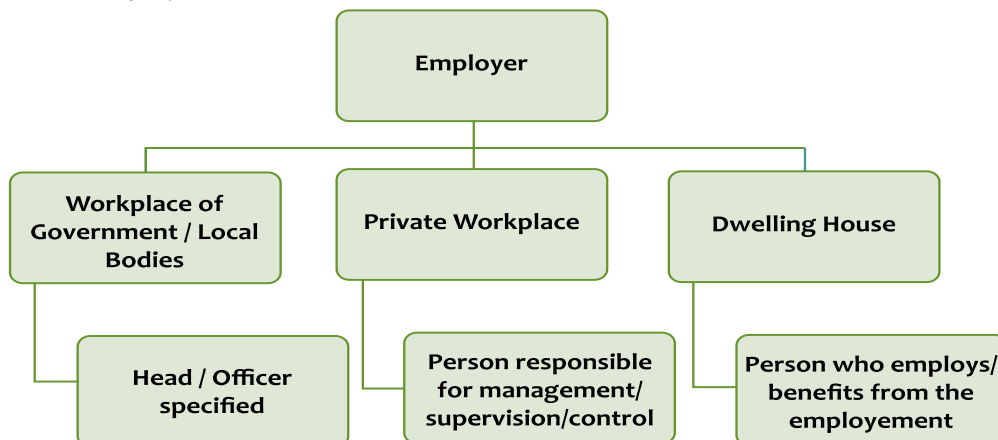 Employer
Workplace of
Government / Local
Bodies
Private Workplace
Dwelling House
Head / Officer
specified
Person responsible
for management/
supervision/control
Person who employs/
benefits from the
employement